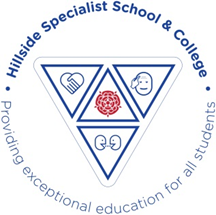 Hillside Specialist School & College
Providing exceptional education for all students